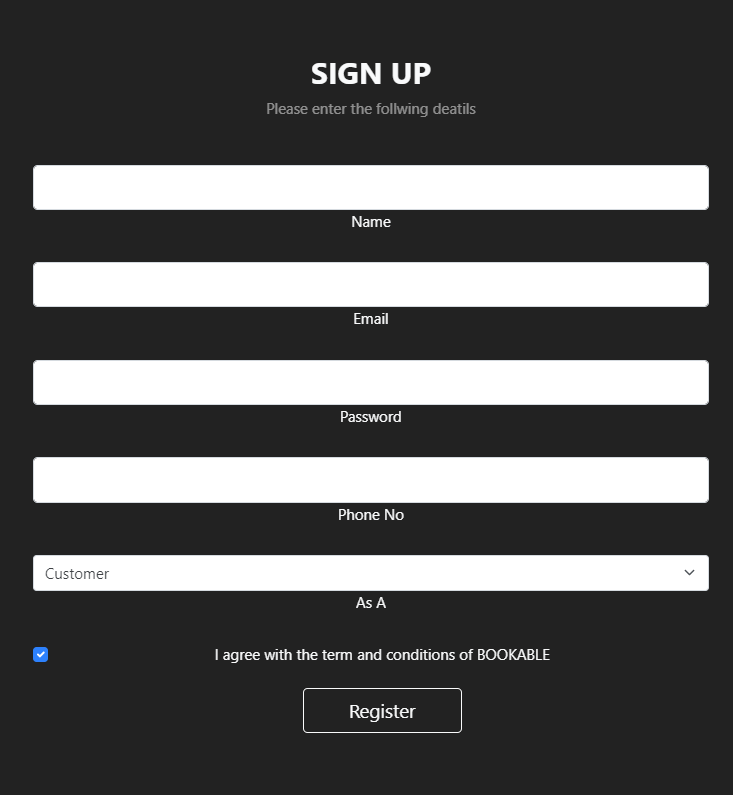 SIGN UP
Please enter the follwing deatils
Name
Email
Password
Phone No
Customer
As A
I agree with the term and conditions of BOOKABLE
Register